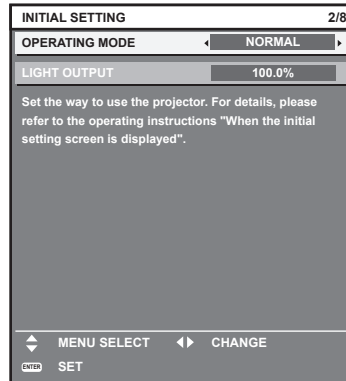 INITIAL SETTING 2/8
OPERATING MODE NORMAL
LIGHT OUTPUT 100.0%
Set the way to use the projector. For details, please
refer to the operating instructions "When the initial
setting screen is displayed".
MENU SELECT CHANGE
ENTER SET